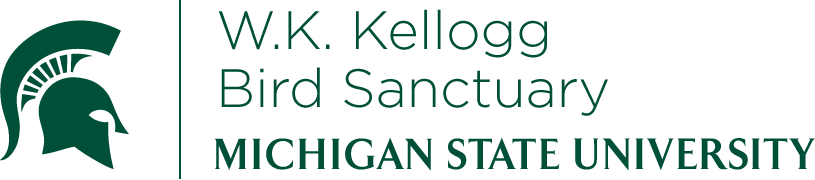 W.K. Kellogg
Bird Sanctuary
MICHIGAN STATE UNIVERSITY